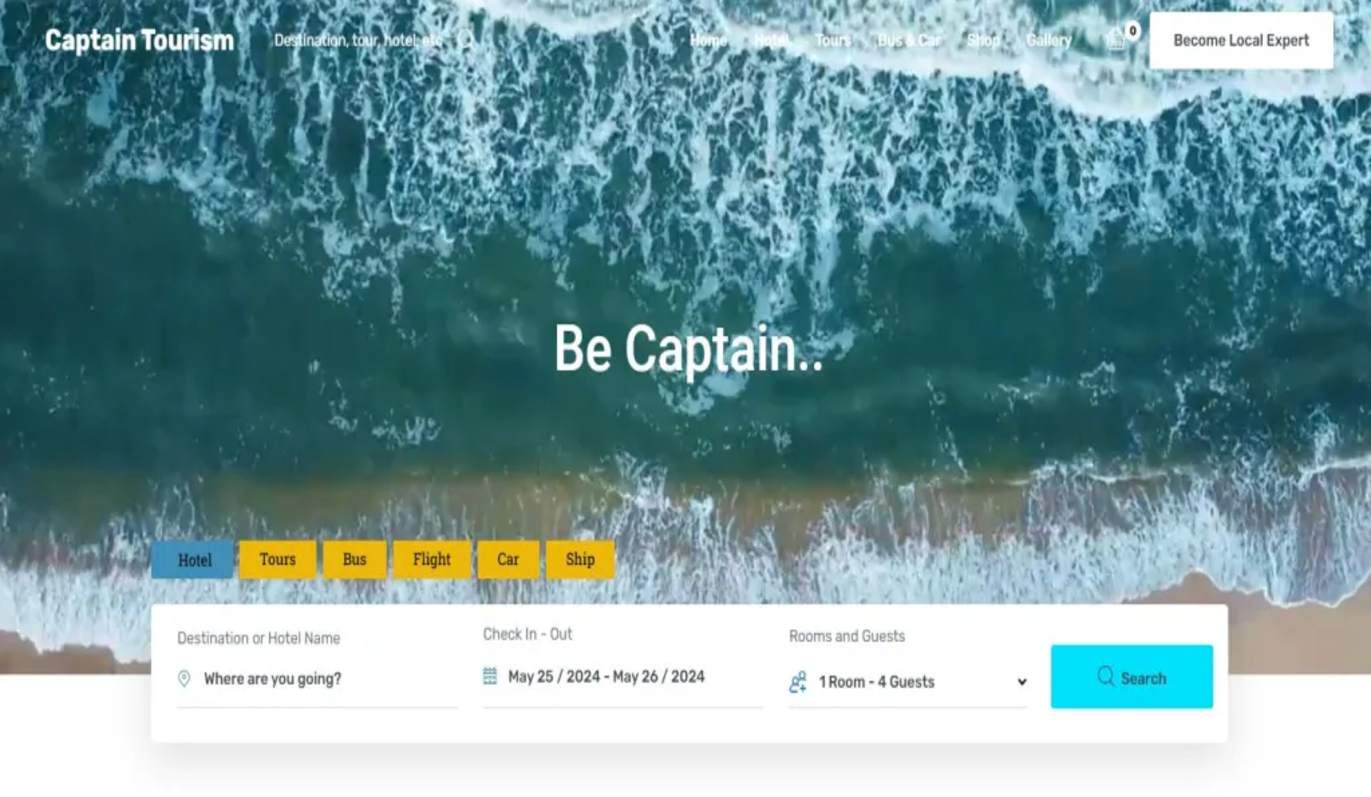 Captain Tourism Destination, tour, hotel, etc Home Hotel Tours Bus & Car Shop Gallery 0 Become Local Expert
Be Captain..
Hotel Tours Bus Flight Car Ship
Destination or Hotel Name Check In - Out Rooms and Guests
Where are you going? May 25 / 2024 - May 26 / 2024 1 Room - 4 Guests Search